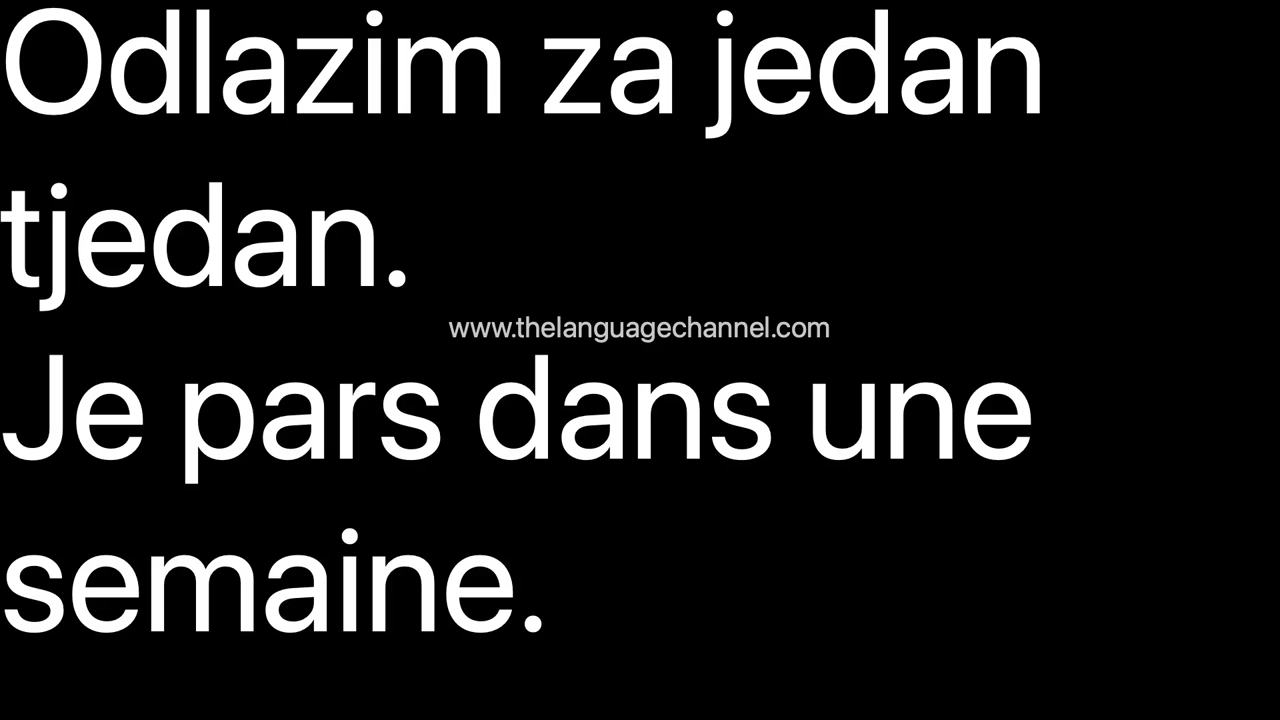 Odlazim za jedan
tjedan.
www.thelanguagechannel.com
Je pars dans une
semaine.